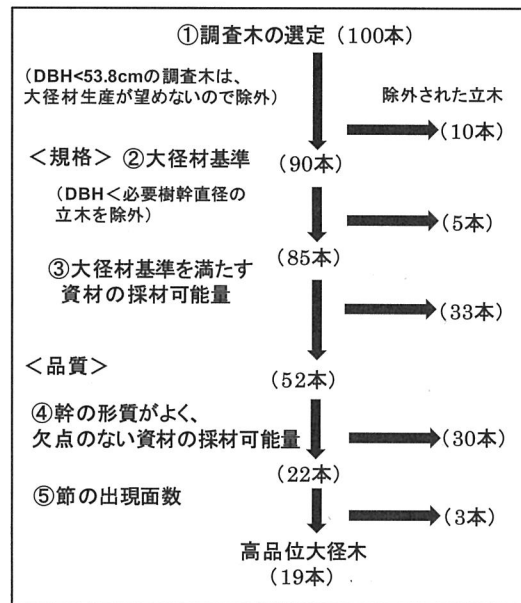 ①調査木の選定(100本)
(DBH<53.8cmの調査木は、
大径材生産が望めないので除外)
除外された立木
(10本)
<規格> ②大径材基準
(90本)
(DBH<必要樹幹直径の
立木を除外)
(5本)
(85本)
③大径材基準を満たす
資材の採材可能量
(33本)
<品質>
(52本)
④幹の形質がよく、
欠点のない資材の採材可能量
(30本)
(22本)
⑤節の出現面数
(3本)
高品位大径木
(19本)